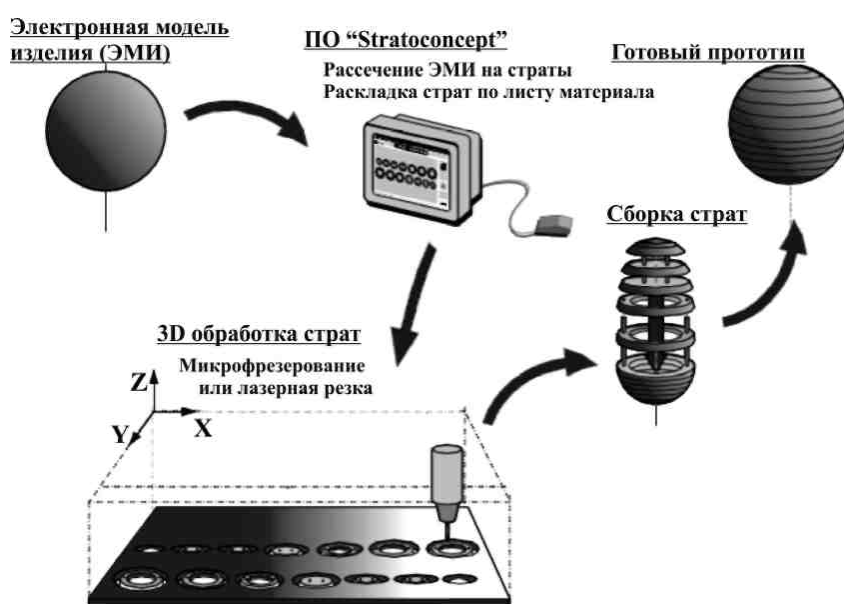 Электронная модель
изделия (ЭМИ)
ПО “Stratoconcept”
Рассечение ЭМИ на страты
Раскладка страт по листу материала
Готовый прототип
Сборка страт
3D обработка страт
Микрофрезерование
или лазерная резка
Z
Y
X